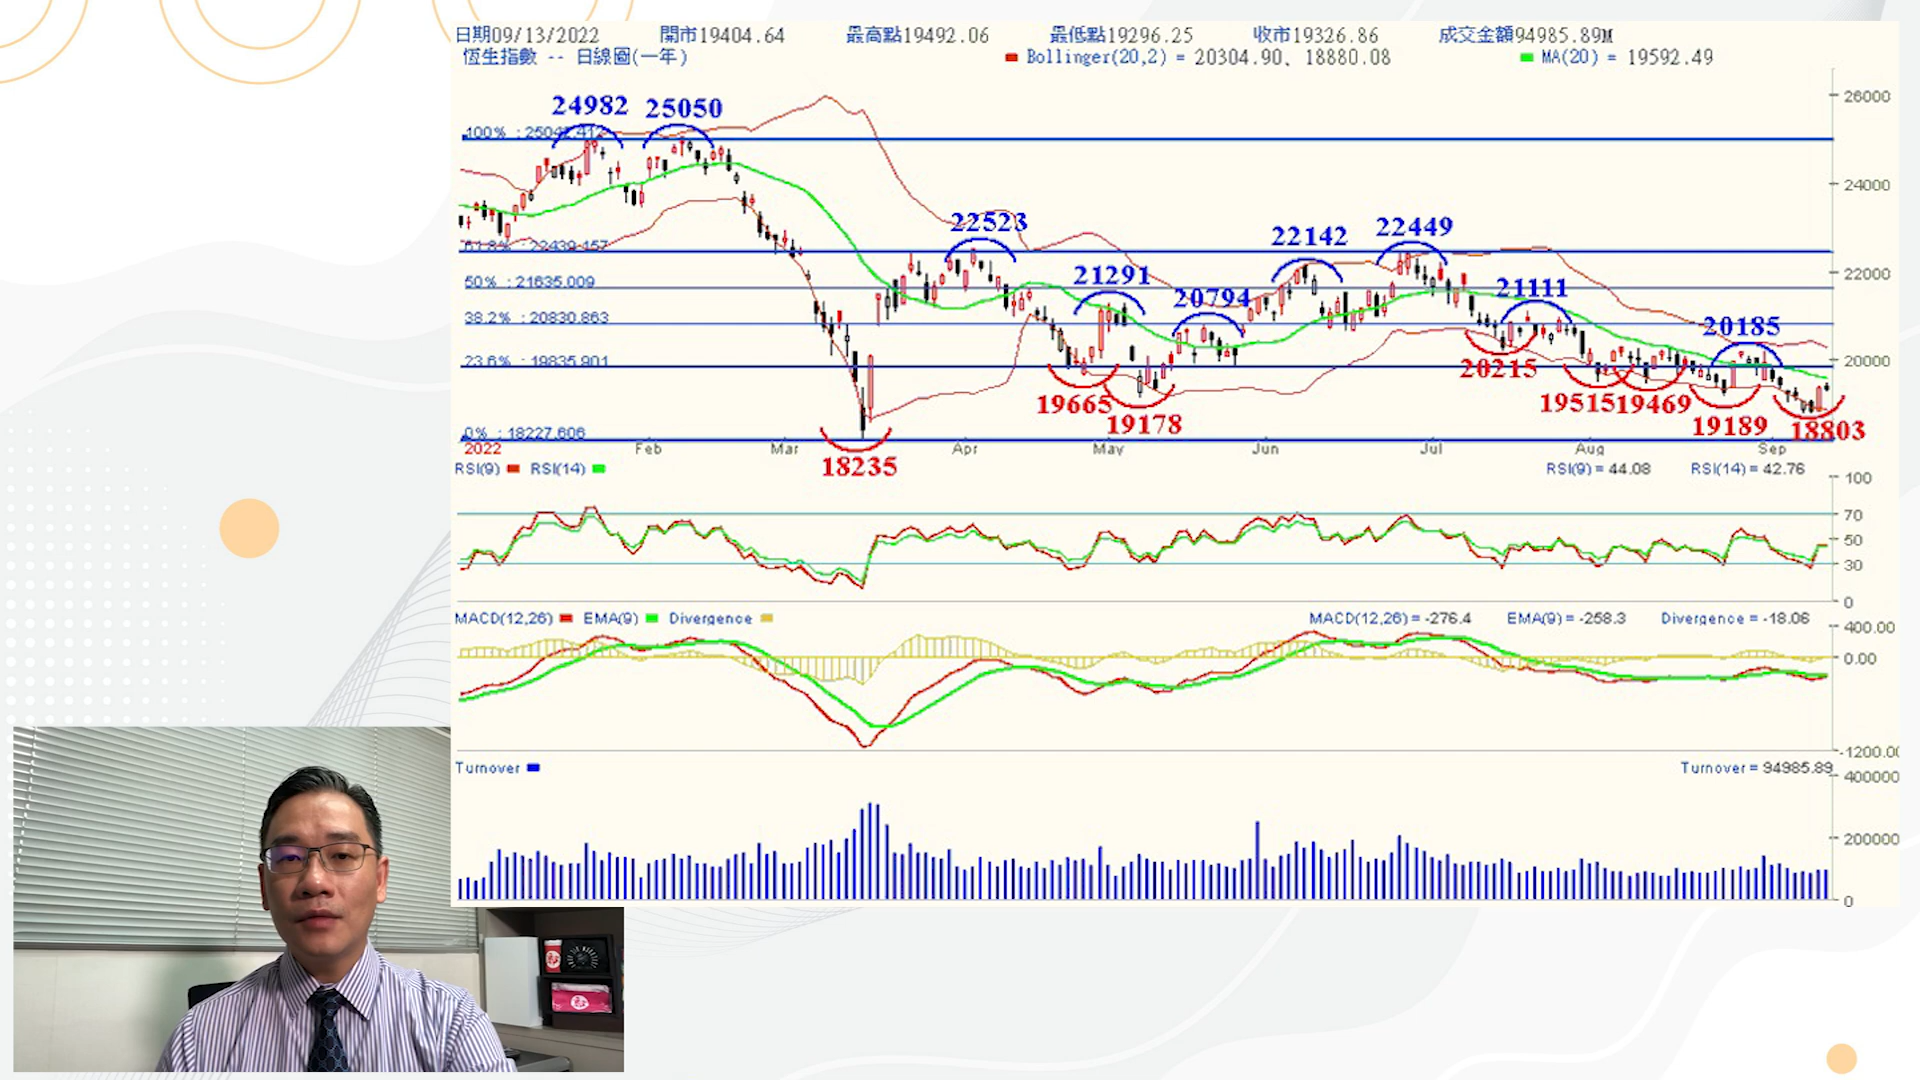 日期09/13/2022 開市19404.64 最高點19492.06 最低點19296.25 收市19326.86 成交金額94985.89M
恆生指數 -- 日線圖(一年) Bollinger(20,2) = 20304.90、18880.08 MA(20) = 19592.49
26000
24982 25050
100% : 25042.412
24000
22523 22142 22449
61.8% : 22439.157
22000
50% : 21635.009 21291 20794 21111
38.2% : 20830.863 20185
23.6% : 19835.901 20000
20215
19665 19178 19515 19469 19189 18803
0% : 18227.606
2022 Feb Mar Apr May Jun Jul Aug Sep
18235
RSI(9) RSI(14) RSI(9) = 44.08 RSI(14) = 42.76
100
70
50
30
0
MACD(12,26) EMA(9) Divergence MACD(12,26) = -276.4 EMA(9) = -258.3 Divergence = -18.06
400.00
0.00
-1200.00
Turnover Turnover = 94985.89
400000
200000
0